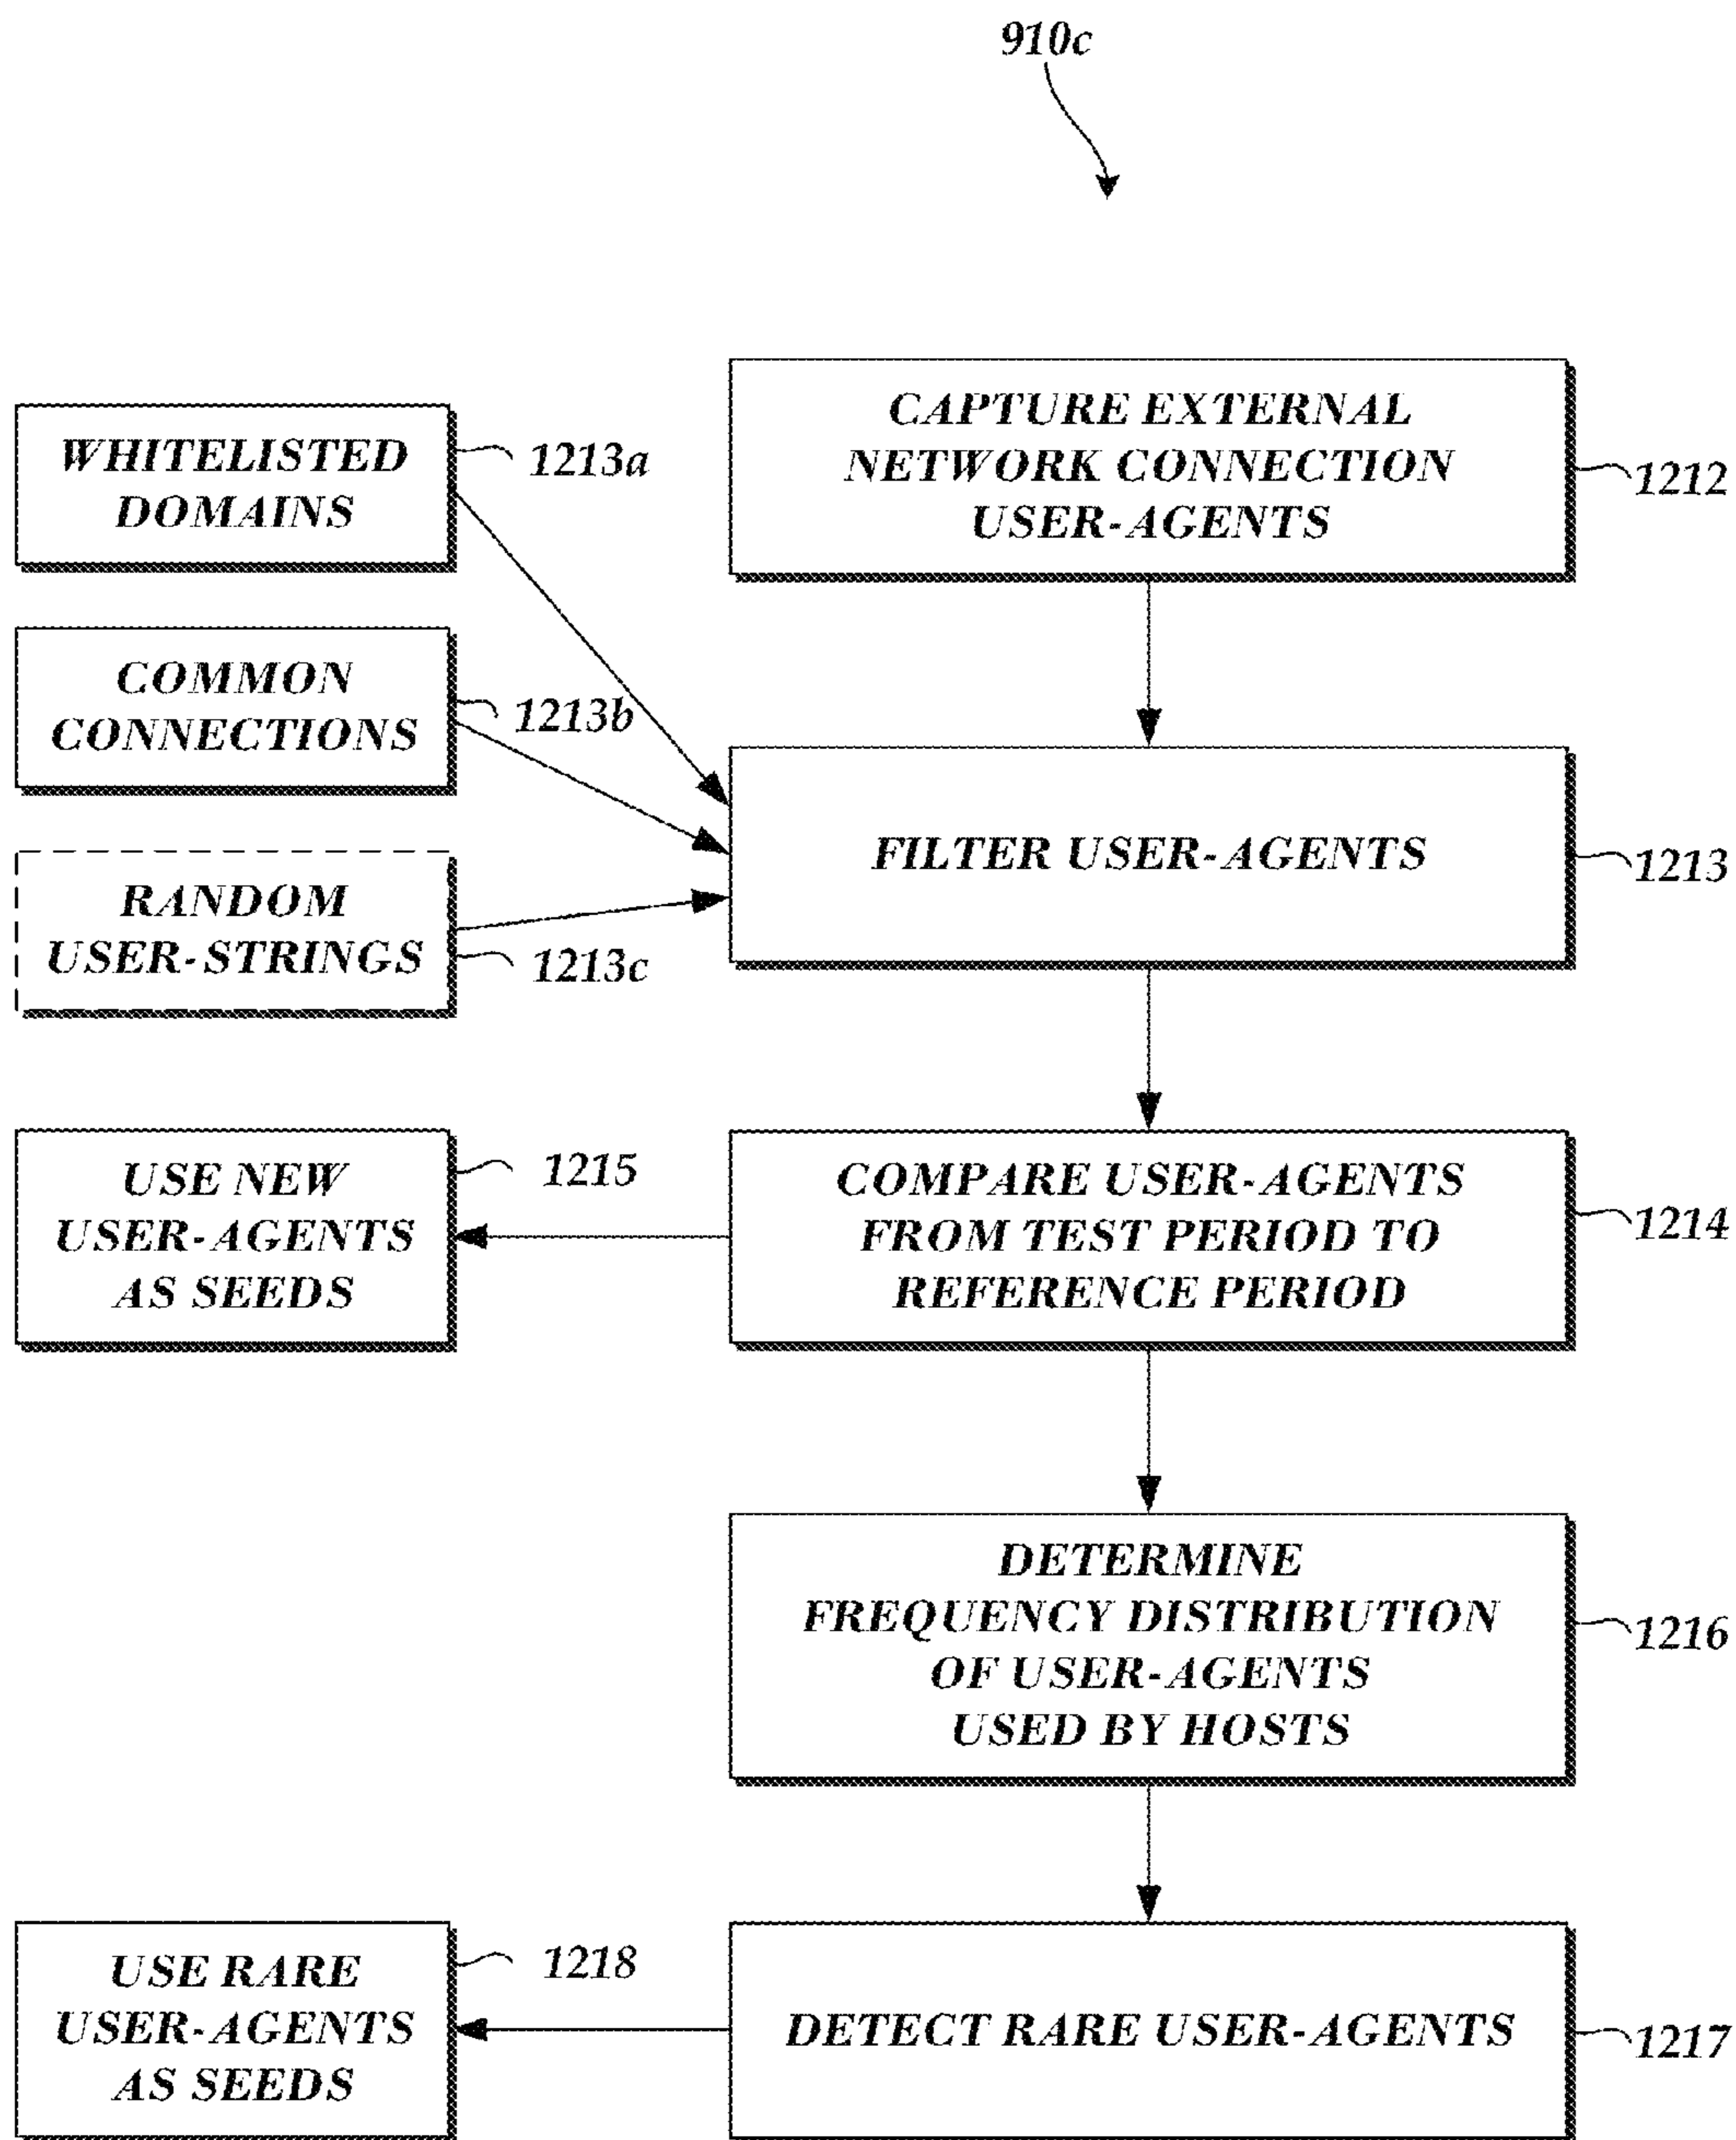 910c
WHITELISTED
DOMAINS
1213a
CAPTURE EXTERNAL
NETWORK CONNECTION
USER-AGENTS
1212
COMMON
CONNECTIONS
1213b
RANDOM
USER-STRINGS
1213c
FILTER USER-AGENTS
1213
USE NEW
USER-AGENTS
AS SEEDS
1215
COMPARE USER-AGENTS
FROM TEST PERIOD TO
REFERENCE PERIOD
1214
DETERMINE
FREQUENCY DISTRIBUTION
OF USER-AGENTS
USED BY HOSTS
1216
USE RARE
USER-AGENTS
AS SEEDS
1218
DETECT RARE USER-AGENTS
1217